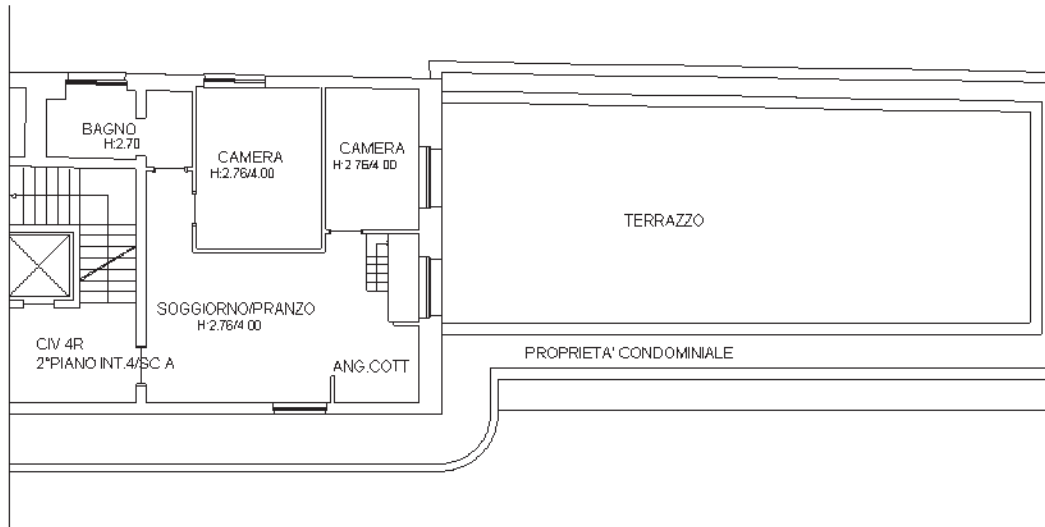 BAGNO
H:2.70
CAMERA
H:2.76/4.00
CAMERA
H:2 76/4 00
TERRAZZO
SOGGIORNO/PRANZO
H:2.76/4 00
CIV 4R
2°PIANO INT.4/SC A
ANG.COTT
PROPRIETA' CONDOMINIALE